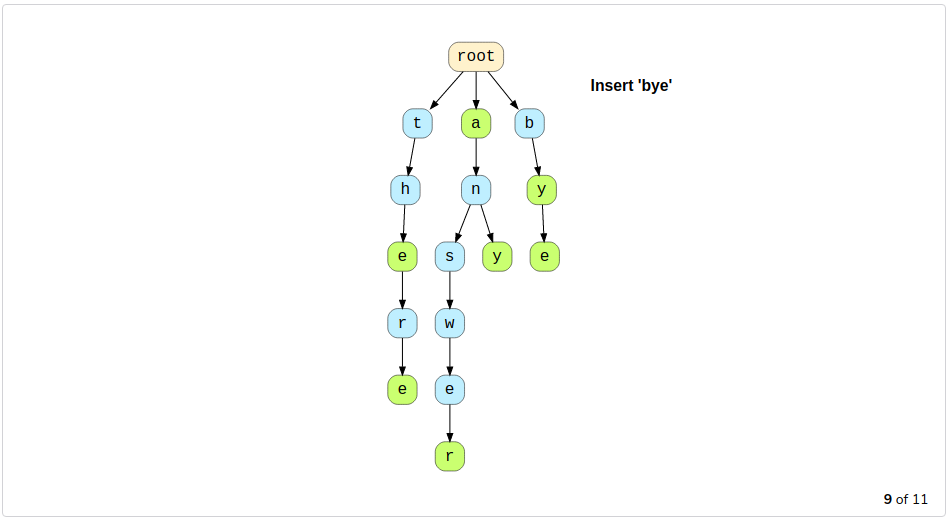 root
Insert 'bye'
t a b
h n y
e s y e
r w
e e
r
9 of 11